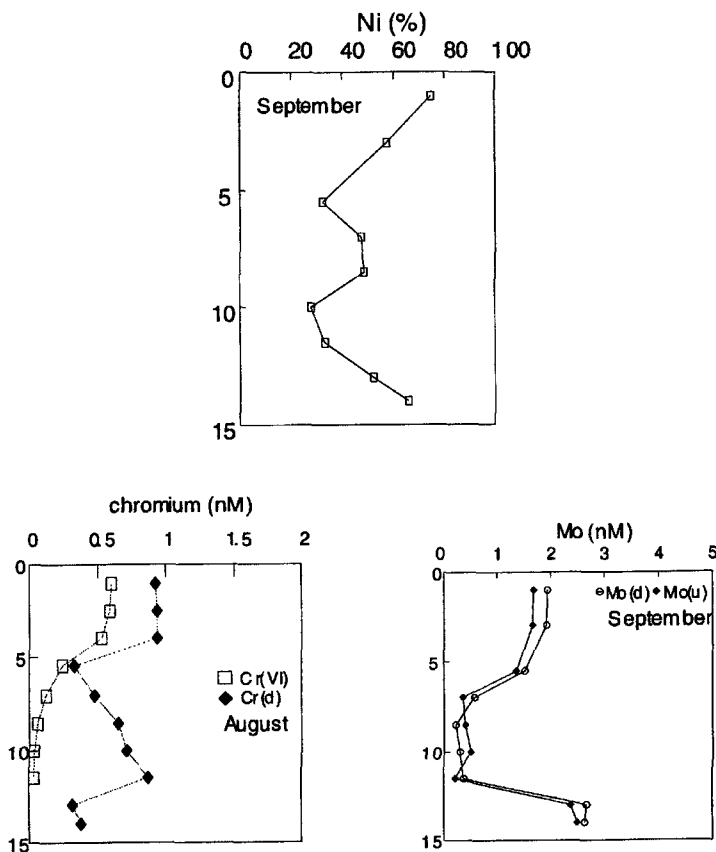 Ni (%)
0 20 40 60 80 100
0
September
5
10
15
chromium (nM)
0 0.5 1 1.5 2
0
5
Cr(VI)
Cr(d)
August
10
15
Mo (nM)
0 1 2 3 4 5
0
Mo(d) Mo(u)
September
5
10
15